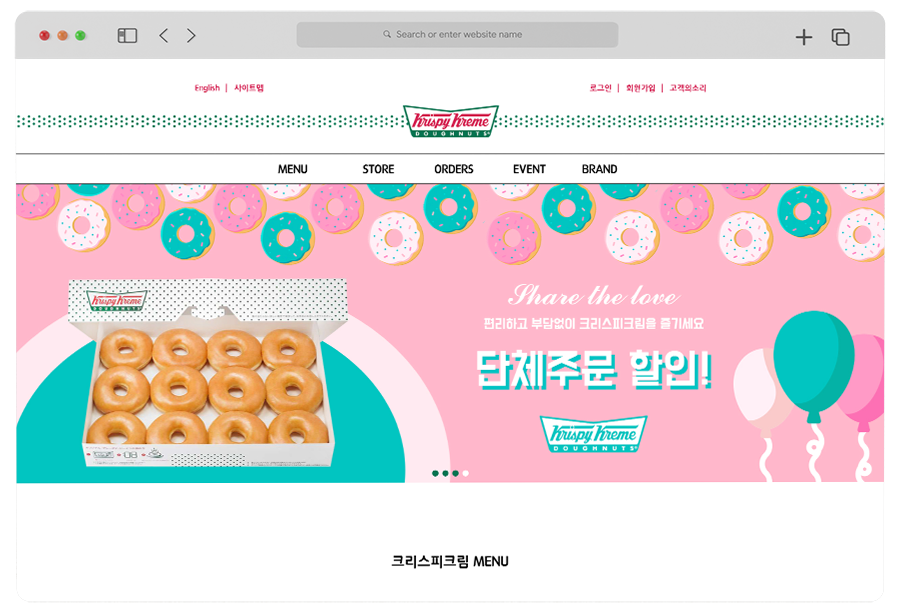 Search or enter website name
English | 사이트맵
로그인 | 회원가입 | 고객의소리
Krispy Kreme
DOUGHNUTS
MENU STORE ORDERS EVENT BRAND
Krispy Kreme
DOUGHNUTS
Share the love
편리하고 부담없이 크리스피크림을 즐기세요
단체주문 할인!
Krispy Kreme
DOUGHNUTS
크리스피크림 MENU